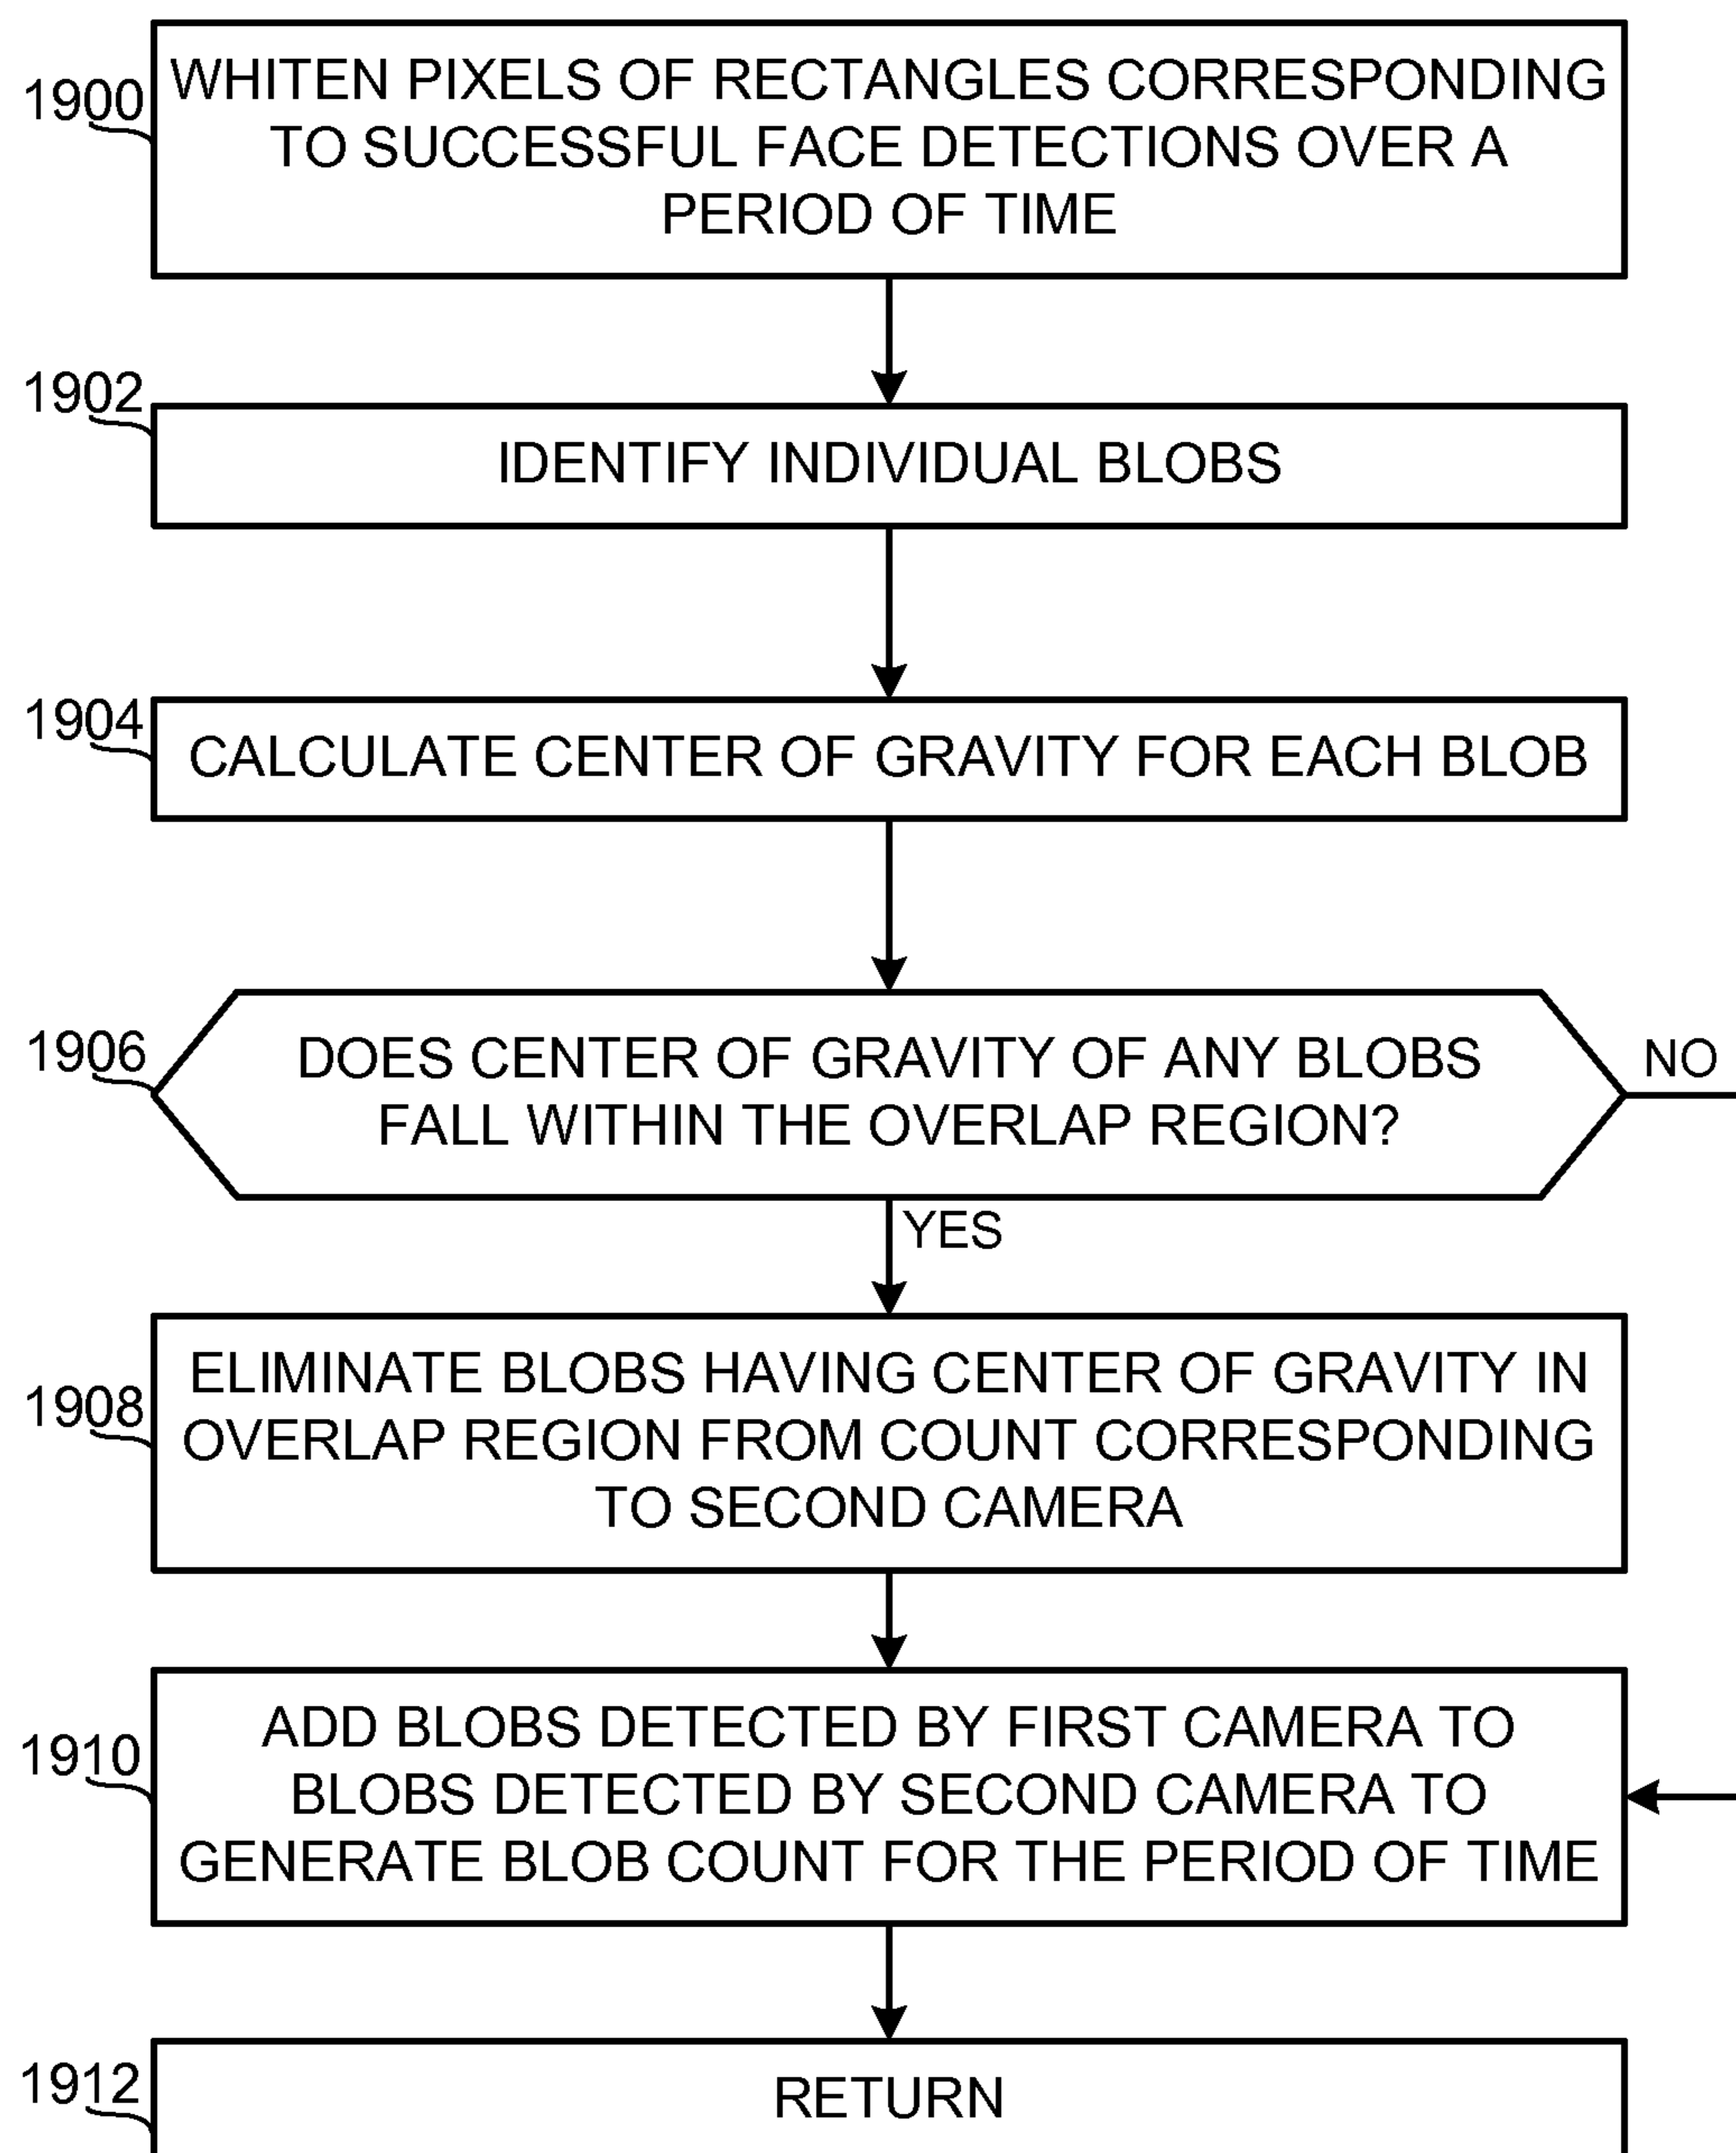 1900
WHITEN PIXELS OF RECTANGLES CORRESPONDING
TO SUCCESSFUL FACE DETECTIONS OVER A
PERIOD OF TIME
1902
IDENTIFY INDIVIDUAL BLOBS
1904
CALCULATE CENTER OF GRAVITY FOR EACH BLOB
1906
DOES CENTER OF GRAVITY OF ANY BLOBS
FALL WITHIN THE OVERLAP REGION?
NO
YES
1908
ELIMINATE BLOBS HAVING CENTER OF GRAVITY IN
OVERLAP REGION FROM COUNT CORRESPONDING
TO SECOND CAMERA
1910
ADD BLOBS DETECTED BY FIRST CAMERA TO
BLOBS DETECTED BY SECOND CAMERA TO
GENERATE BLOB COUNT FOR THE PERIOD OF TIME
1912
RETURN